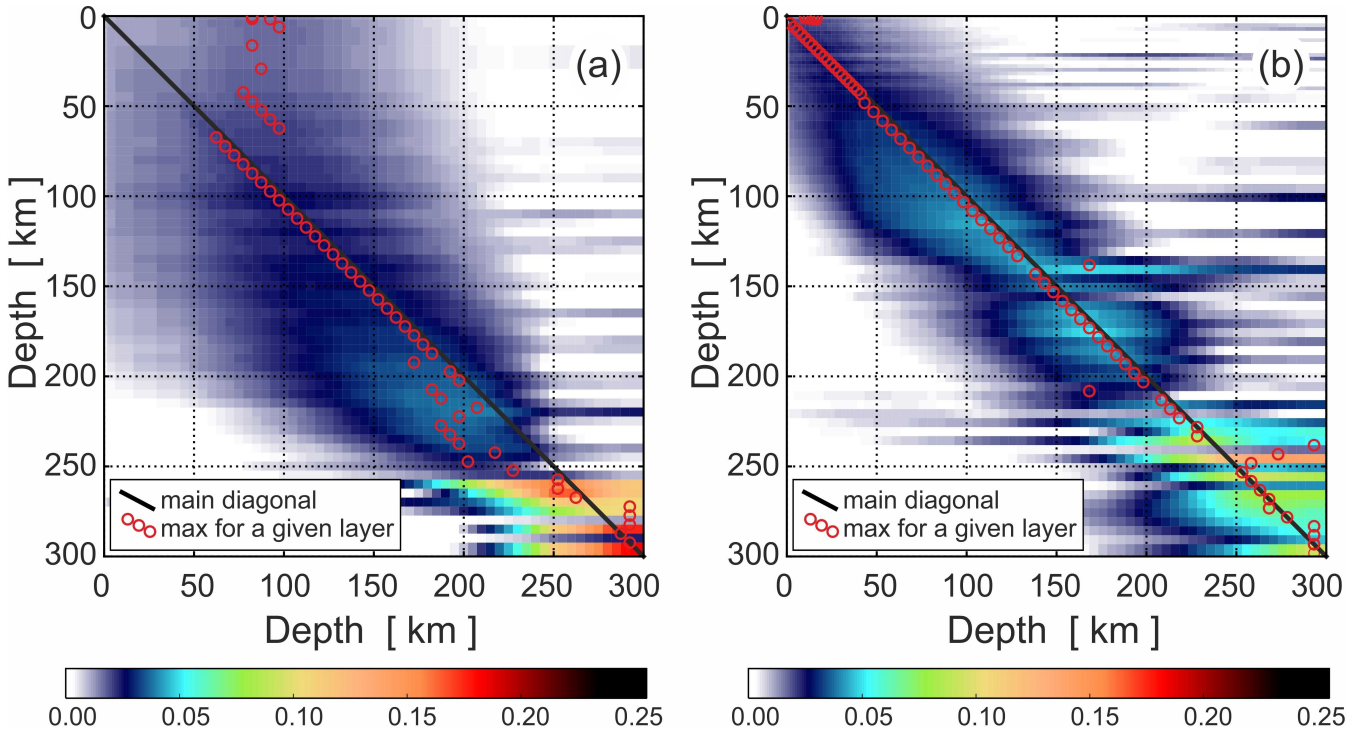 (a)
0
50
100
150
200
250
300
Depth [ km ]
main diagonal
max for a given layer
0 50 100 150 200 250 300
Depth [ km ]
0.00 0.05 0.10 0.15 0.20 0.25
(b)
0
50
100
150
200
250
300
Depth [ km ]
main diagonal
max for a given layer
0 50 100 150 200 250 300
Depth [ km ]
0.00 0.05 0.10 0.15 0.20 0.25